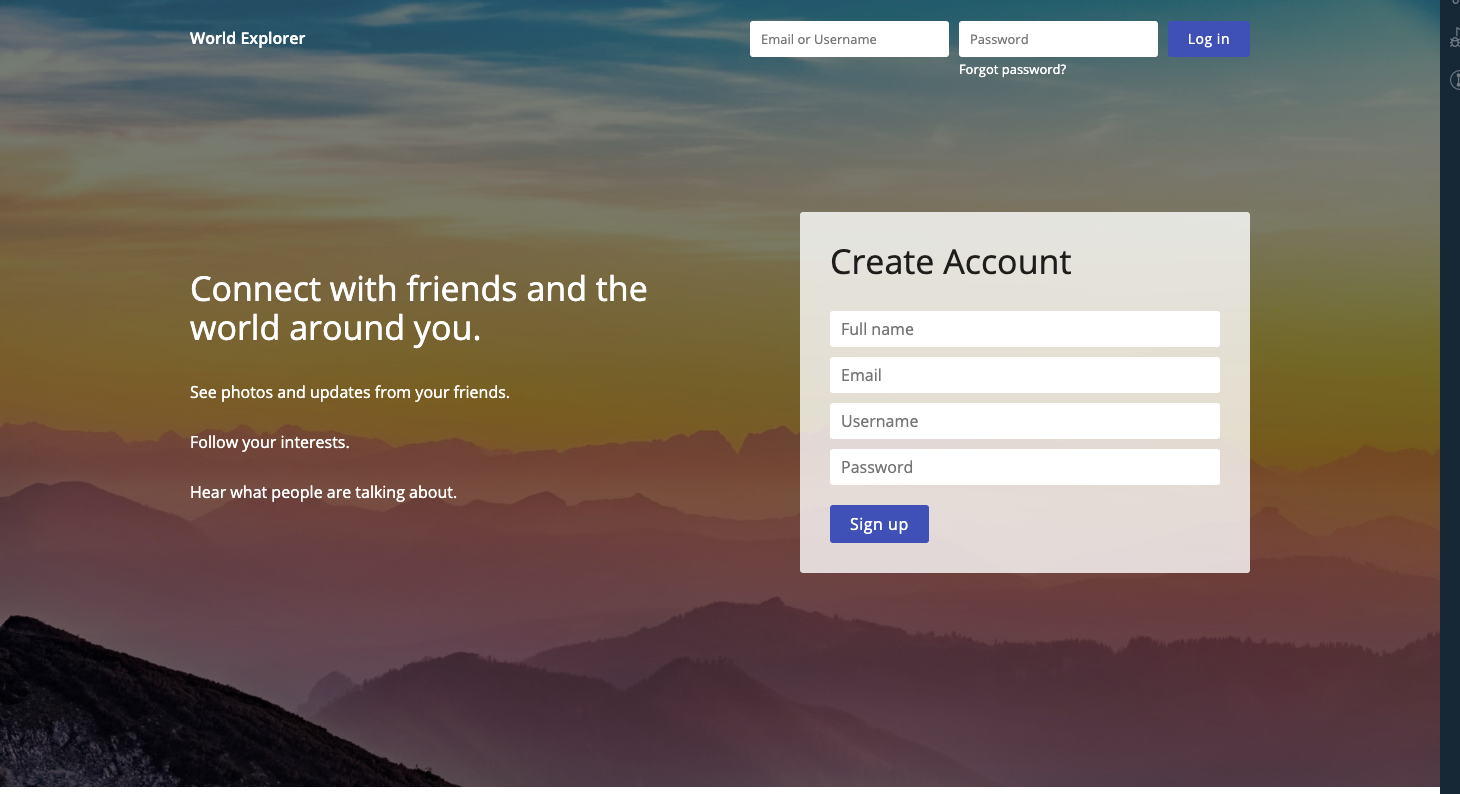 World Explorer
Email or Username
Password
Log in
Forgot password?
Connect with friends and the
world around you.
See photos and updates from your friends.
Follow your interests.
Hear what people are talking about.
Create Account
Full name
Email
Username
Password
Sign up